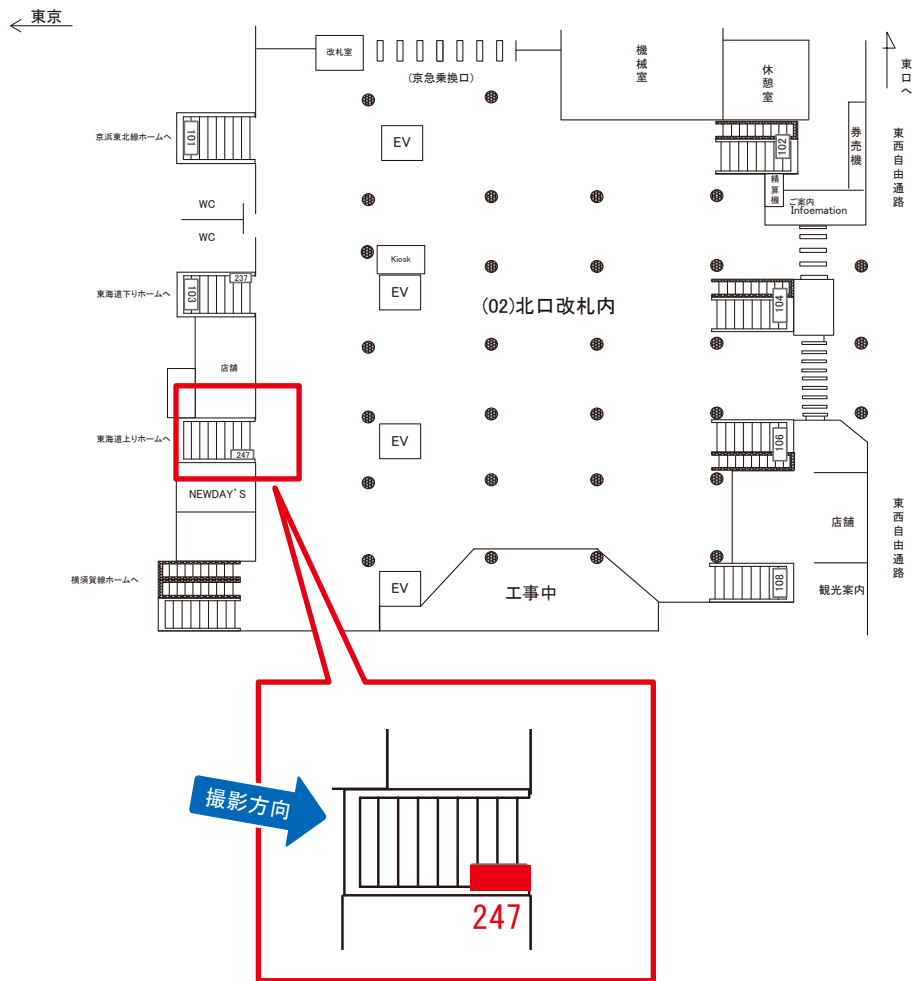 東京
改札室
(京急乗換口)
機械室
休憩室
東口へ
京浜東北線ホームへ
101
EV
102
券売機
東西自由通路
精算機
ご案内
Infoemation
WC
WC
Kiosk
237
東海道下りホームへ
103
EV
(02)北口改札内
104
店舗
東海道上りホームへ
247
EV
106
NEWDAY'S
店舗
東西自由通路
横須賀線ホームへ
EV
工事中
108
観光案内
撮影方向
247